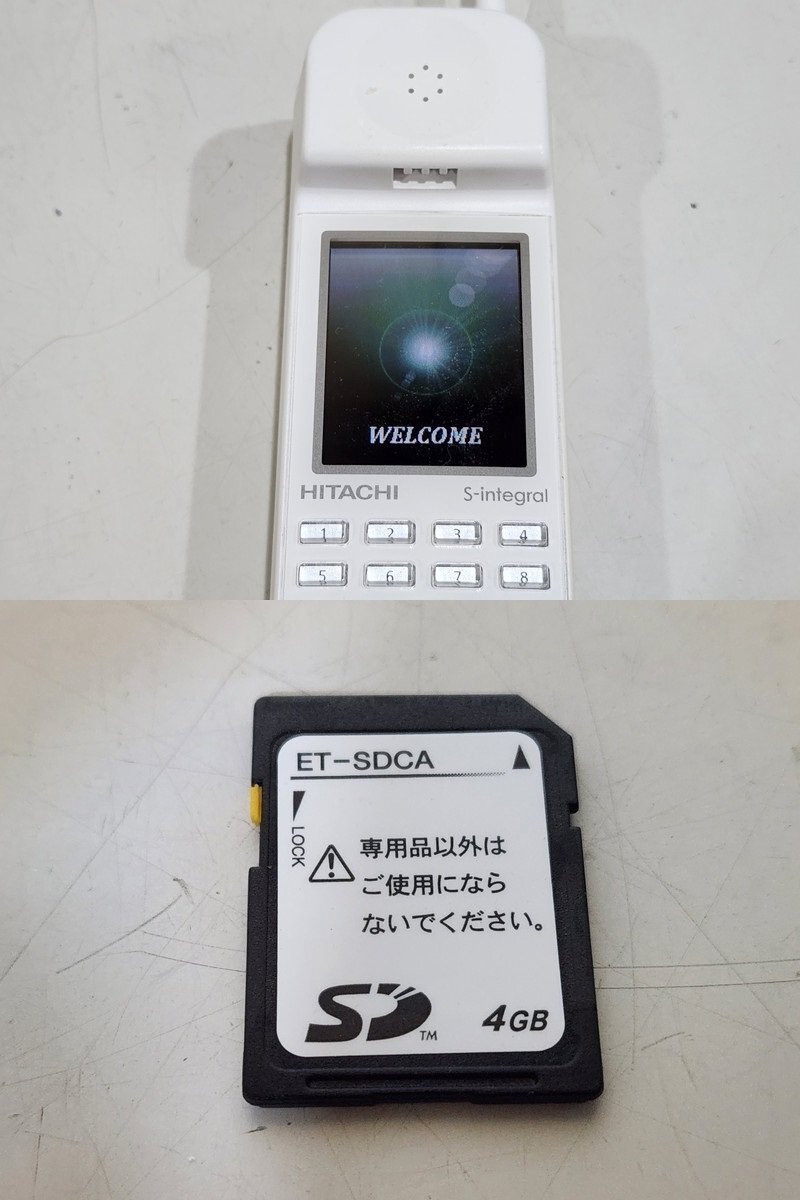 WELCOME
HITACHI S-integral
1 2 3 4
5 6 7 8
ET-SDCA
LOCK
専用品以外は
ご使用になら
ないでください。
SD TM 4GB